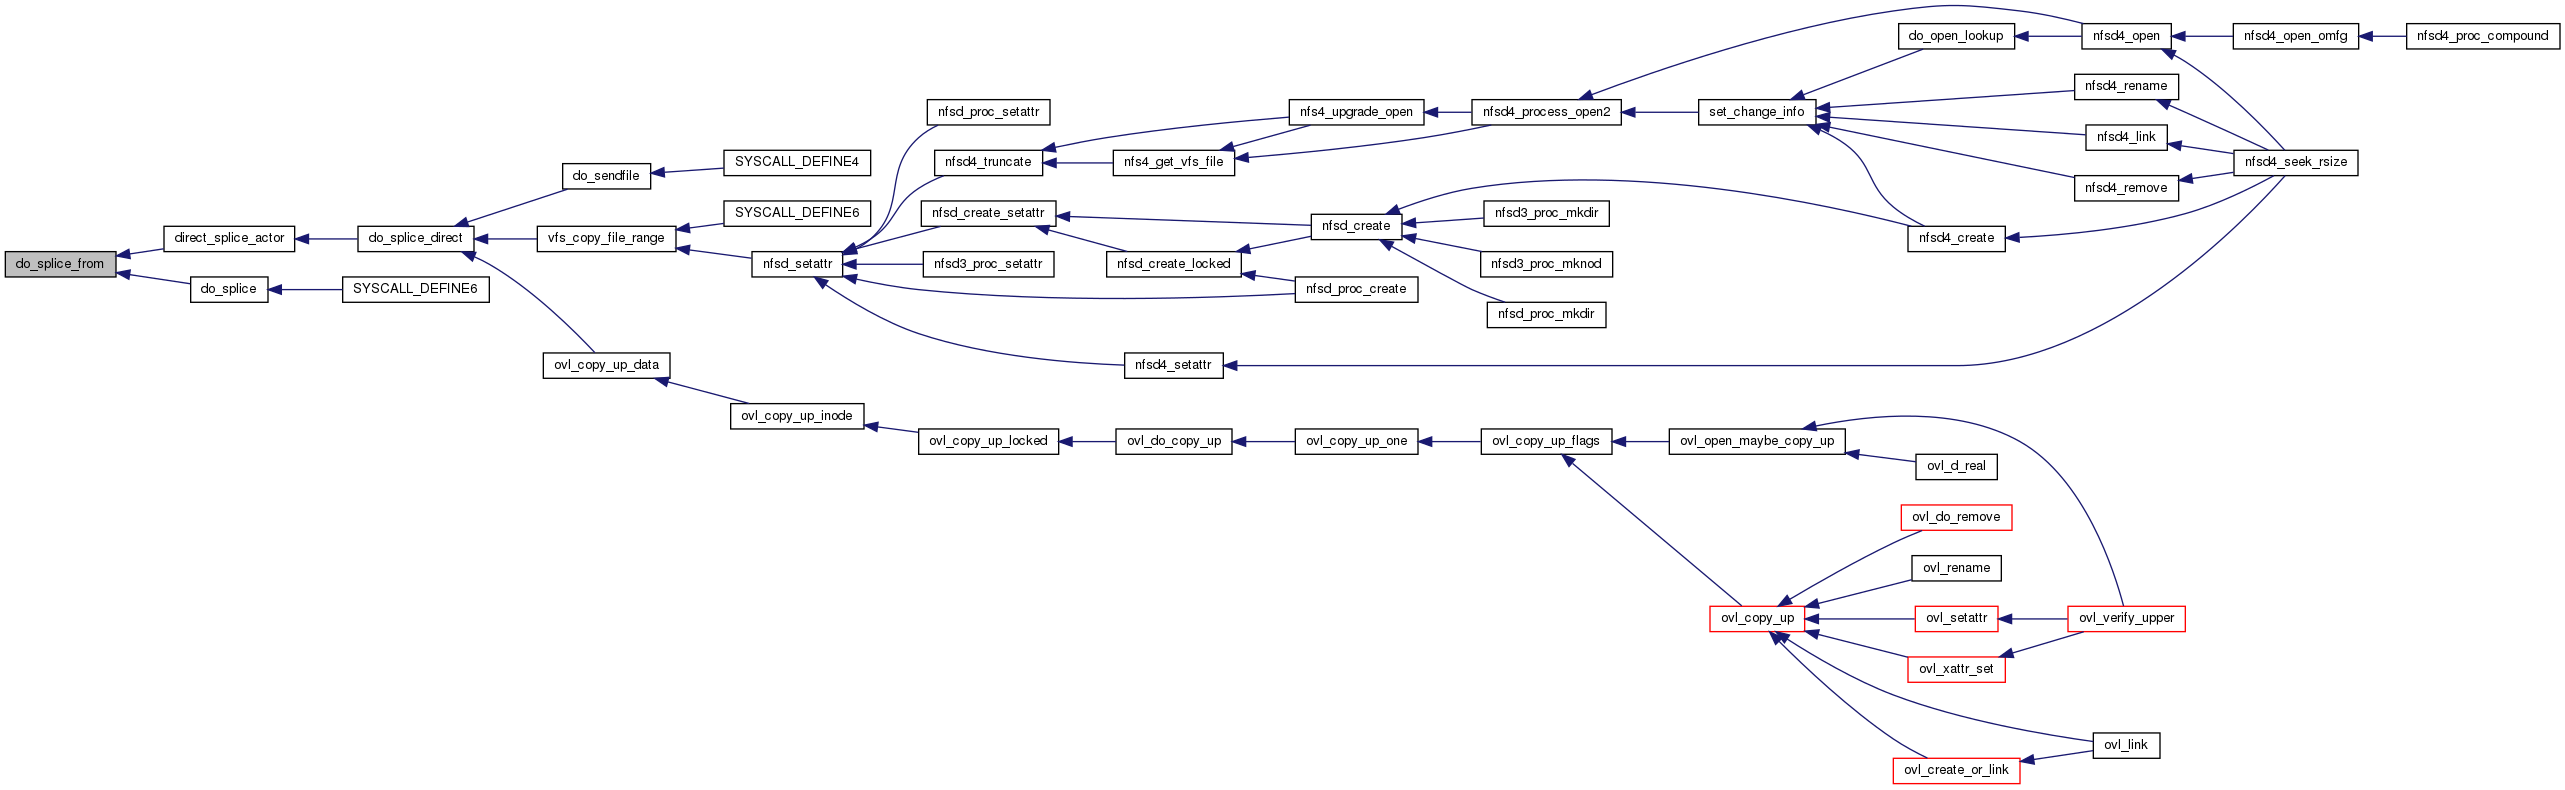 do_splice_from
direct_splice_actor
do_splice
do_splice_direct
SYSCALL_DEFINE6
do_sendfile
vfs_copy_file_range
ovl_copy_up_data
SYSCALL_DEFINE4
SYSCALL_DEFINE6
nfsd_setattr
ovl_copy_up_inode
nfsd_proc_setattr
nfsd4_truncate
nfsd_create_setattr
nfsd3_proc_setattr
ovl_copy_up_locked
nfs4_get_vfs_file
nfsd_create_locked
nfsd4_setattr
ovl_do_copy_up
nfs4_upgrade_open
nfsd_create
nfsd_proc_create
ovl_copy_up_one
nfsd4_process_open2
nfsd3_proc_mkdir
nfsd3_proc_mknod
nfsd_proc_mkdir
ovl_copy_up_flags
set_change_info
ovl_open_maybe_copy_up
ovl_copy_up
do_open_lookup
nfsd4_create
ovl_d_real
ovl_do_remove
ovl_rename
ovl_setattr
ovl_xattr_set
ovl_create_or_link
nfsd4_open
nfsd4_rename
nfsd4_link
nfsd4_remove
ovl_verify_upper
ovl_link
nfsd4_open_omfg
nfsd4_seek_rsize
nfsd4_proc_compound